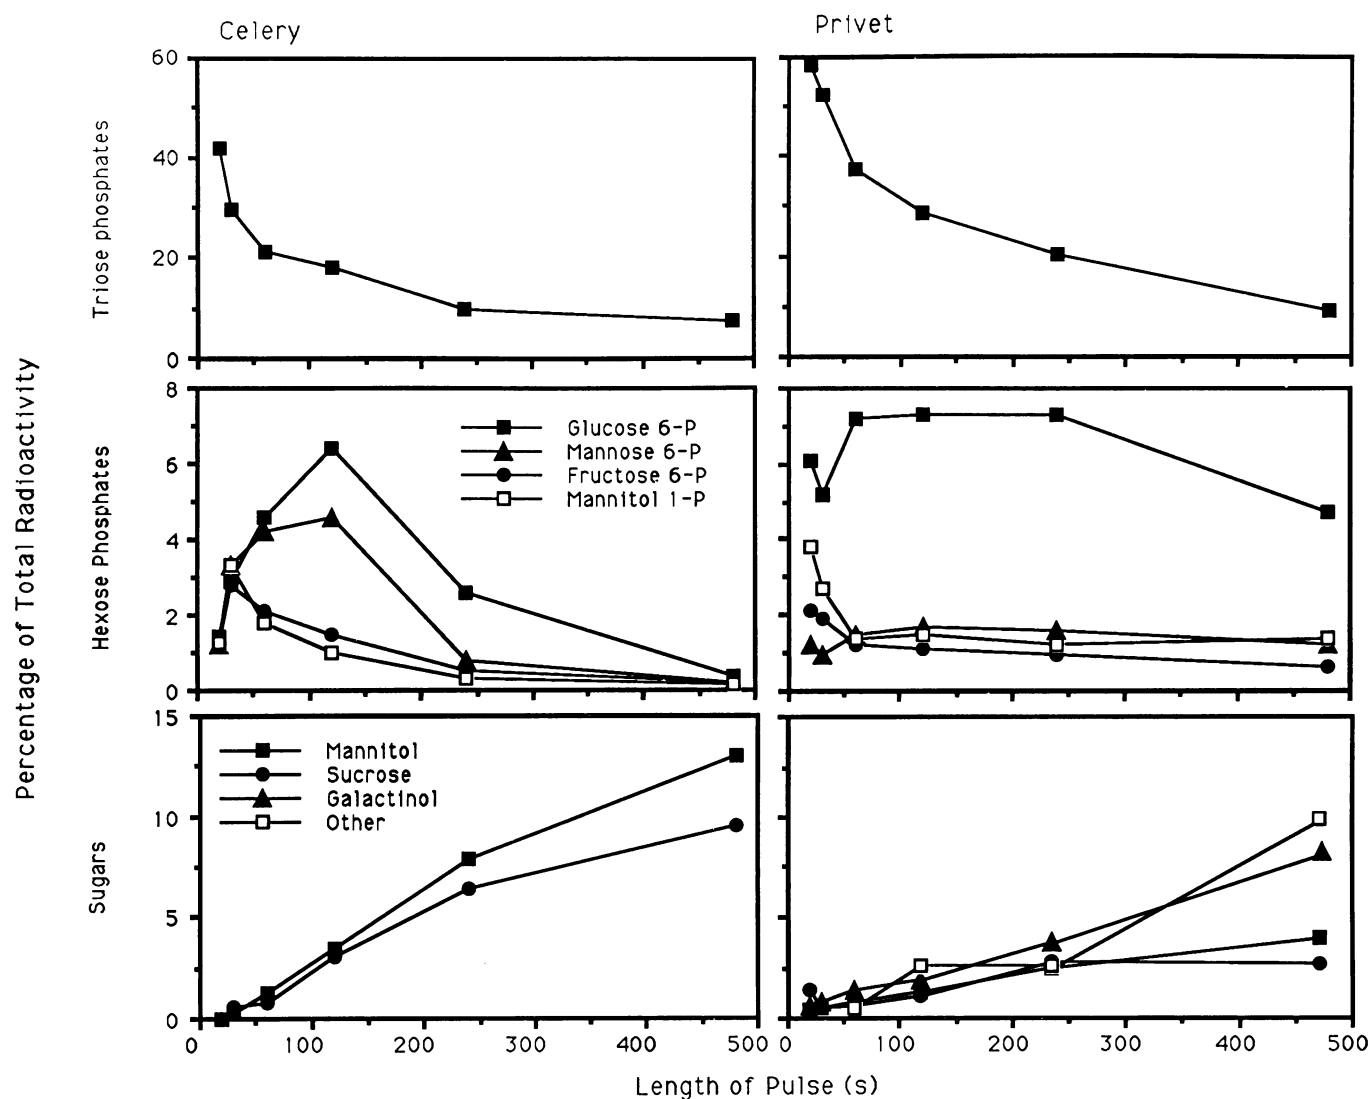 Celery
Privet
Percentage of Total Radioactivity
Triose phosphates
60
40
20
0
Hexose Phosphates
8
6
4
2
0
Glucose 6-P
Mannose 6-P
Fructose 6-P
Mannitol 1-P
Sugars
15
10
5
0
Mannitol
Sucrose
Galactinol
Other
0 100 200 300 400 500
0 100 200 300 400 500
Length of Pulse (s)